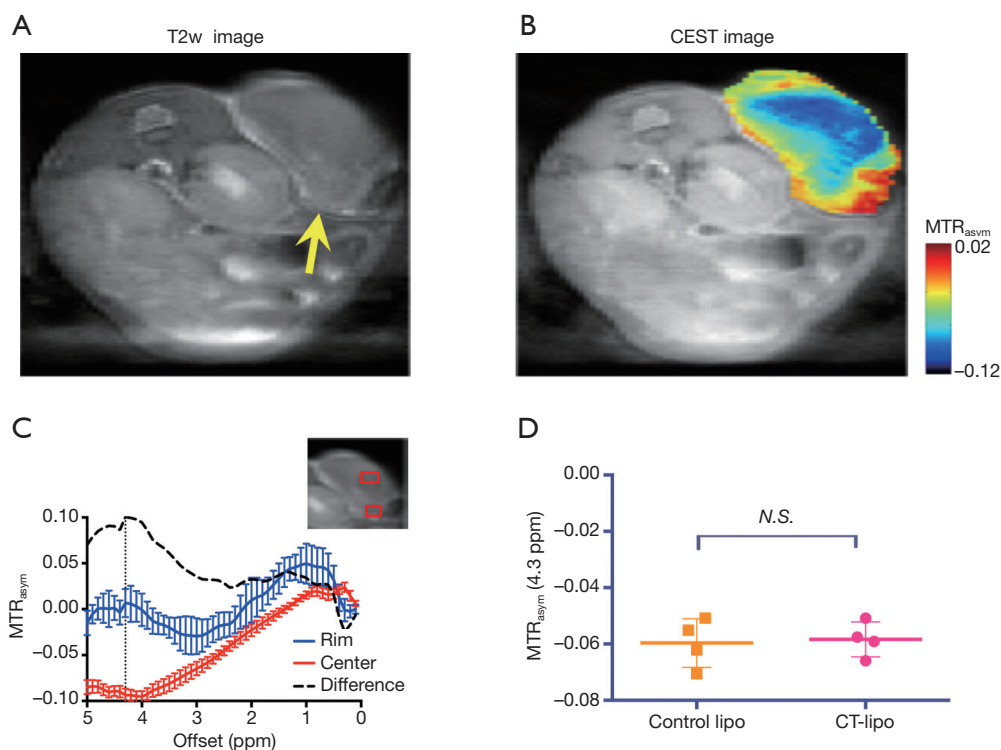 A
T2w image
B
CEST image
MTRasym
0.02
−0.12
C
MTRasym
0.10
0.05
0.00
−0.05
−0.10
5 4 3 2 1 0
Offset (ppm)
Rim
Center
Difference
D
MTRasym (4.3 ppm)
0.00
−0.02
−0.04
−0.06
−0.08
N.S.
Control lipo CT-lipo